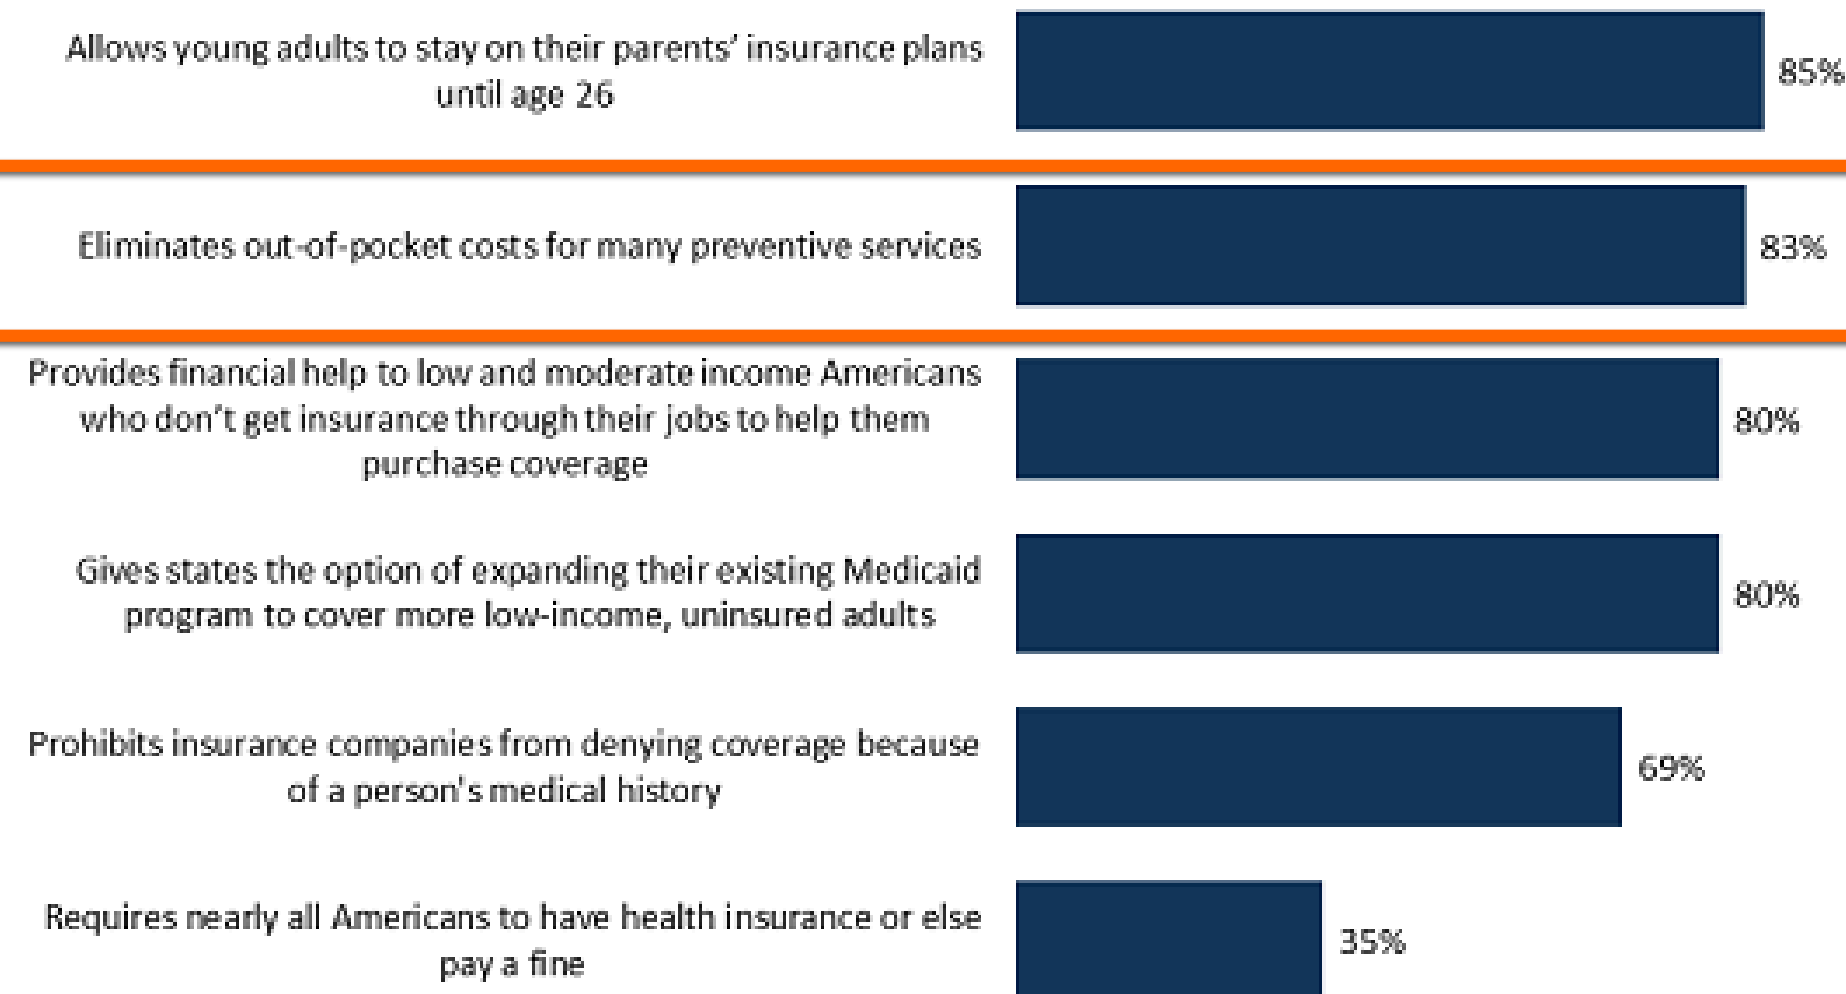 Allows young adults to stay on their parents’ insurance plans
until age 26
85%
Eliminates out-of-pocket costs for many preventive services
83%
Provides financial help to low and moderate income Americans
who don’t get insurance through their jobs to help them
purchase coverage
80%
Gives states the option of expanding their existing Medicaid
program to cover more low-income, uninsured adults
80%
Prohibits insurance companies from denying coverage because
of a person's medical history
69%
Requires nearly all Americans to have health insurance or else
pay a fine
35%